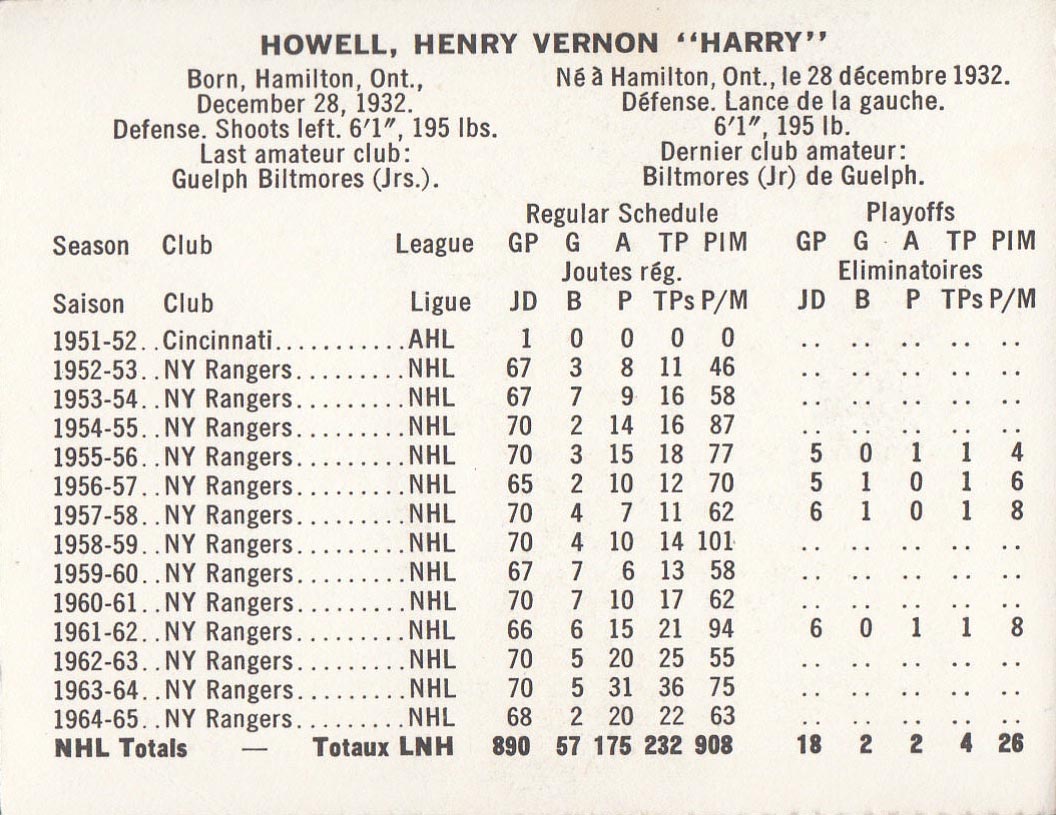 HOWELL, HENRY VERNON “HARRY”
Born, Hamilton, Ont.,
December 28, 1932.
Defense. Shoots left. 6′1″, 195 lbs.
Last amateur club:
Guelph Biltmores (Jrs.).
Né à Hamilton, Ont., le 28 décembre 1932.
Défense. Lance de la gauche.
6′1″, 195 lb.
Dernier club amateur:
Biltmores (Jr) de Guelph.
Regular Schedule Playoffs
Season Club League GP G A TP PIM GP G A TP PIM
Joutes rég. Eliminatoires
Saison Club Ligue JD B P TPs P/M JD B P TPs P/M
1951-52..Cincinnati...........AHL 1 0 0 0 0 .. .. .. .. ..
1952-53..NY Rangers.........NHL 67 3 8 11 46 .. .. .. .. ..
1953-54..NY Rangers.........NHL 67 7 9 16 58 .. .. .. .. ..
1954-55..NY Rangers.........NHL 70 2 14 16 87 .. .. .. .. ..
1955-56..NY Rangers.........NHL 70 3 15 18 77 5 0 1 1 4
1956-57..NY Rangers.........NHL 65 2 10 12 70 5 1 0 1 6
1957-58..NY Rangers.........NHL 70 4 7 11 62 6 1 0 1 8
1958-59..NY Rangers.........NHL 70 4 10 14 101 .. .. .. .. ..
1959-60..NY Rangers.........NHL 67 7 6 13 58 .. .. .. .. ..
1960-61..NY Rangers.........NHL 70 7 10 17 62 .. .. .. .. ..
1961-62..NY Rangers.........NHL 66 6 15 21 94 6 0 1 1 8
1962-63..NY Rangers.........NHL 70 5 20 25 55 .. .. .. .. ..
1963-64..NY Rangers.........NHL 70 5 31 36 75 .. .. .. .. ..
1964-65..NY Rangers.........NHL 68 2 20 22 63 .. .. .. .. ..
NHL Totals — Totaux LNH 890 57 175 232 908 18 2 2 4 26